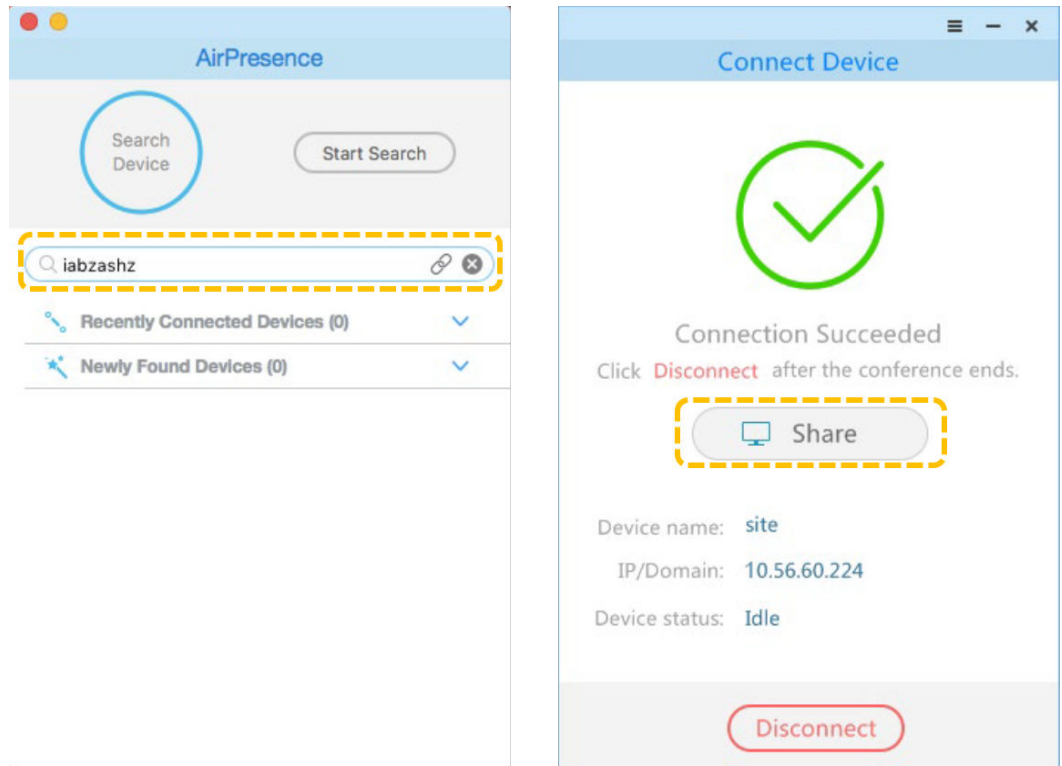 AirPresence
Search
Device
Start Search
iabzashz
Recently Connected Devices (0)
Newly Found Devices (0)
Connect Device
Connection Succeeded
Click Disconnect after the conference ends.
Share
Device name: site
IP/Domain: 10.56.60.224
Device status: Idle
Disconnect